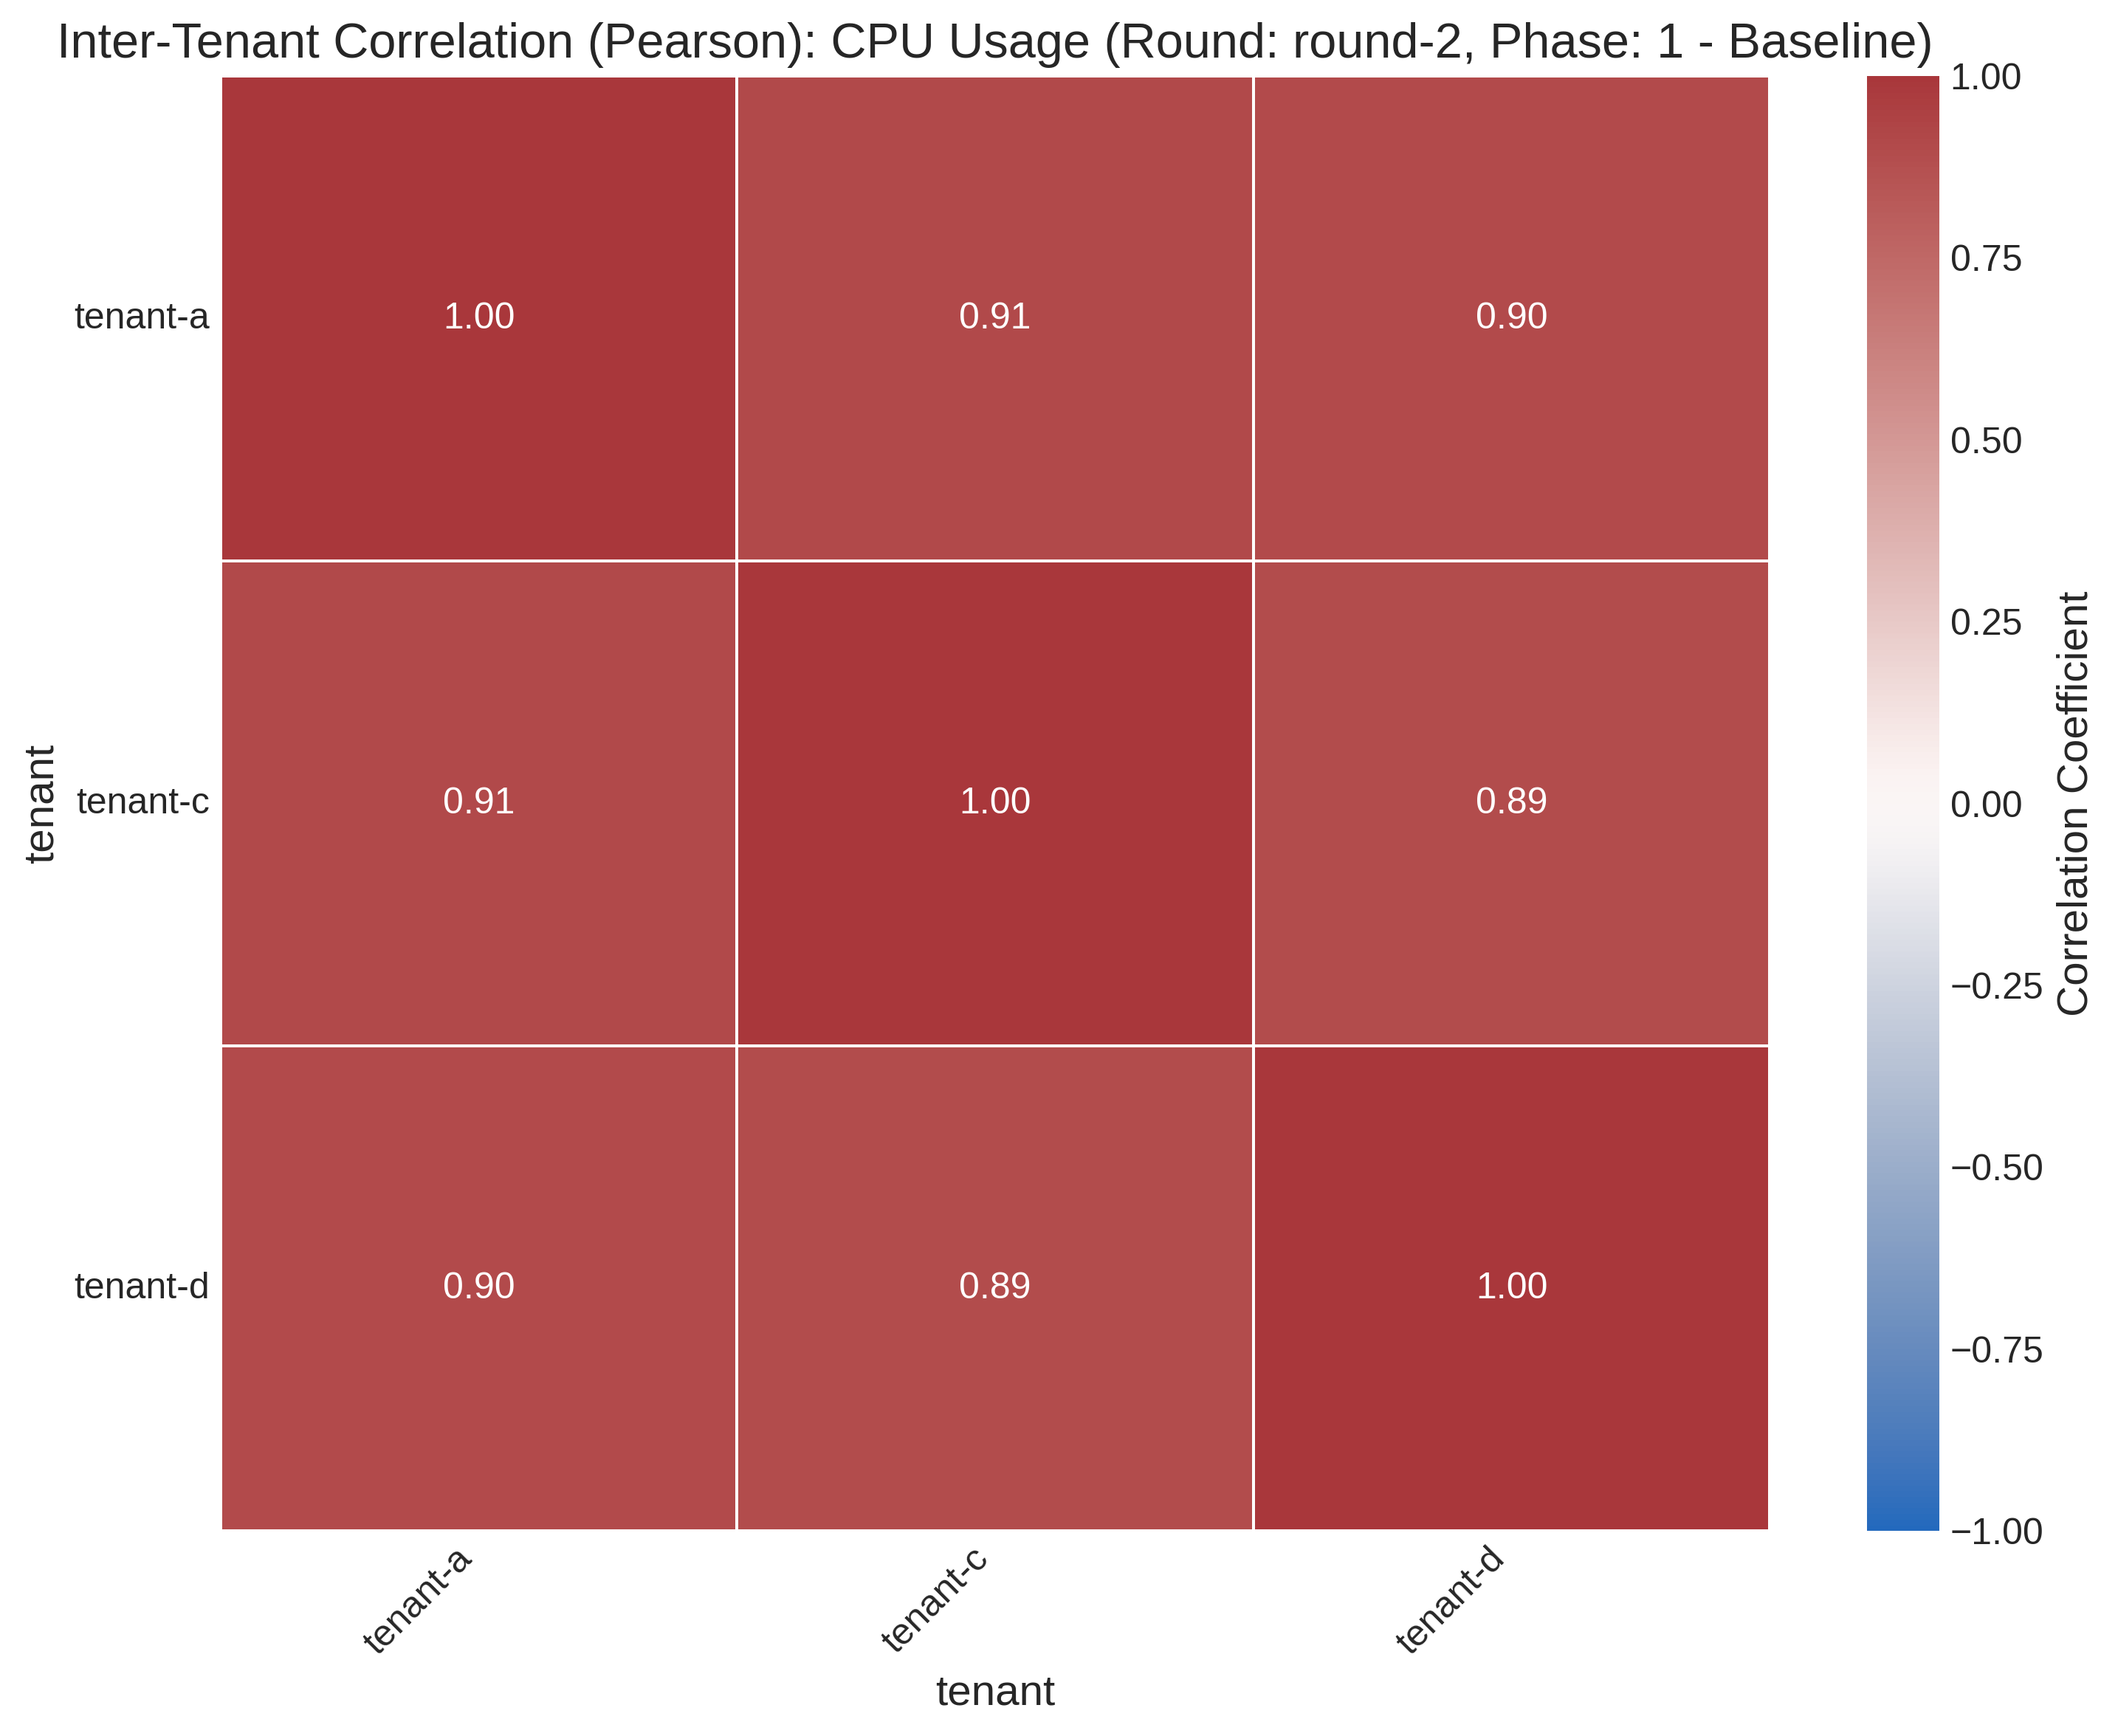 Inter-Tenant Correlation (Pearson): CPU Usage (Round: round-2, Phase: 1 - Baseline)
tenant
tenant-a
1.00
0.91
0.90
tenant-c
0.91
1.00
0.89
tenant-d
0.90
0.89
1.00
tenant-a
tenant-c
tenant-d
tenant
1.00
0.75
0.50
0.25
0.00
−0.25
−0.50
−0.75
−1.00
Correlation Coefficient